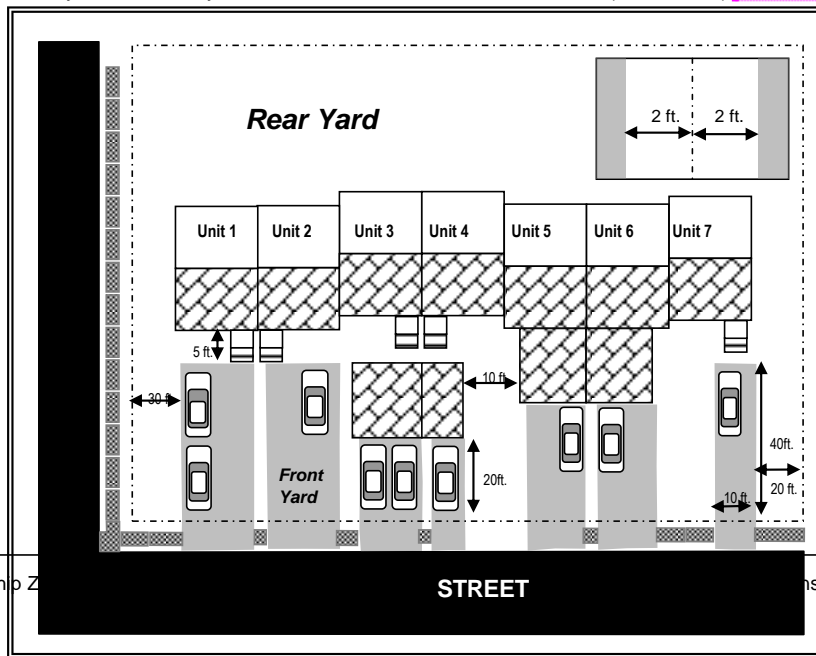 2 ft. 2 ft.
Rear Yard
Unit 1 Unit 2 Unit 3 Unit 4 Unit 5 Unit 6 Unit 7
5 ft.
30 ft.
10 ft.
Front
Yard
20ft.
40ft.
10 ft.
20 ft.
STREET